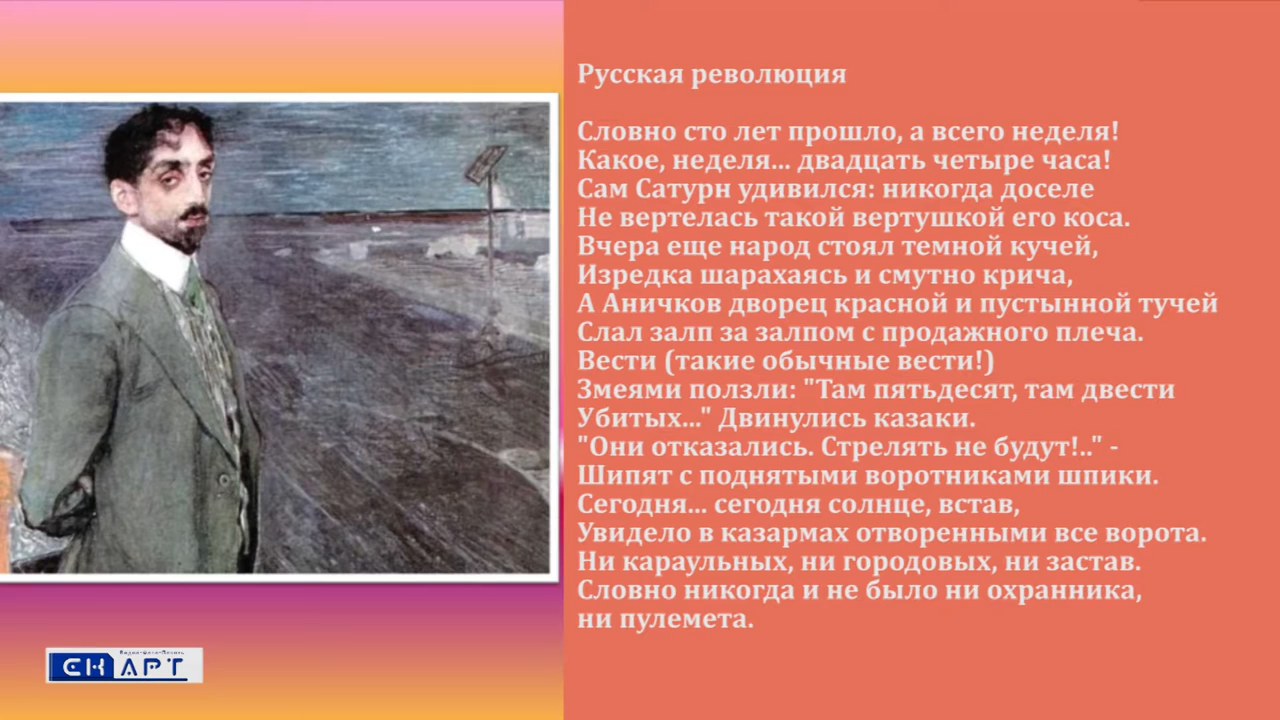 Русская революция
Словно сто лет прошло, а всего неделя!
Какое, неделя... двадцать четыре часа!
Сам Сатурн удивился: никогда доселе
Не вертелась такой вертушкой его коса.
Вчера еще народ стоял темной кучей,
Изредка шарахаясь и смутно крича,
А Аничков дворец красной и пустынной тучей
Слал залп за залпом с продажного плеча.
Вести (такие обычные вести!)
Змеями ползли: "Там пятьдесят, там двести
Убитых..." Двинулись казаки.
"Они отказались. Стрелять не будут!.." -
Шипят с поднятыми воротниками шпики.
Сегодня... сегодня солнце, встав,
Увидело в казармах отворенными все ворота.
Ни караульных, ни городовых, ни застав.
Словно никогда и не было ни охранника,
ни пулемета.
СК АРТ